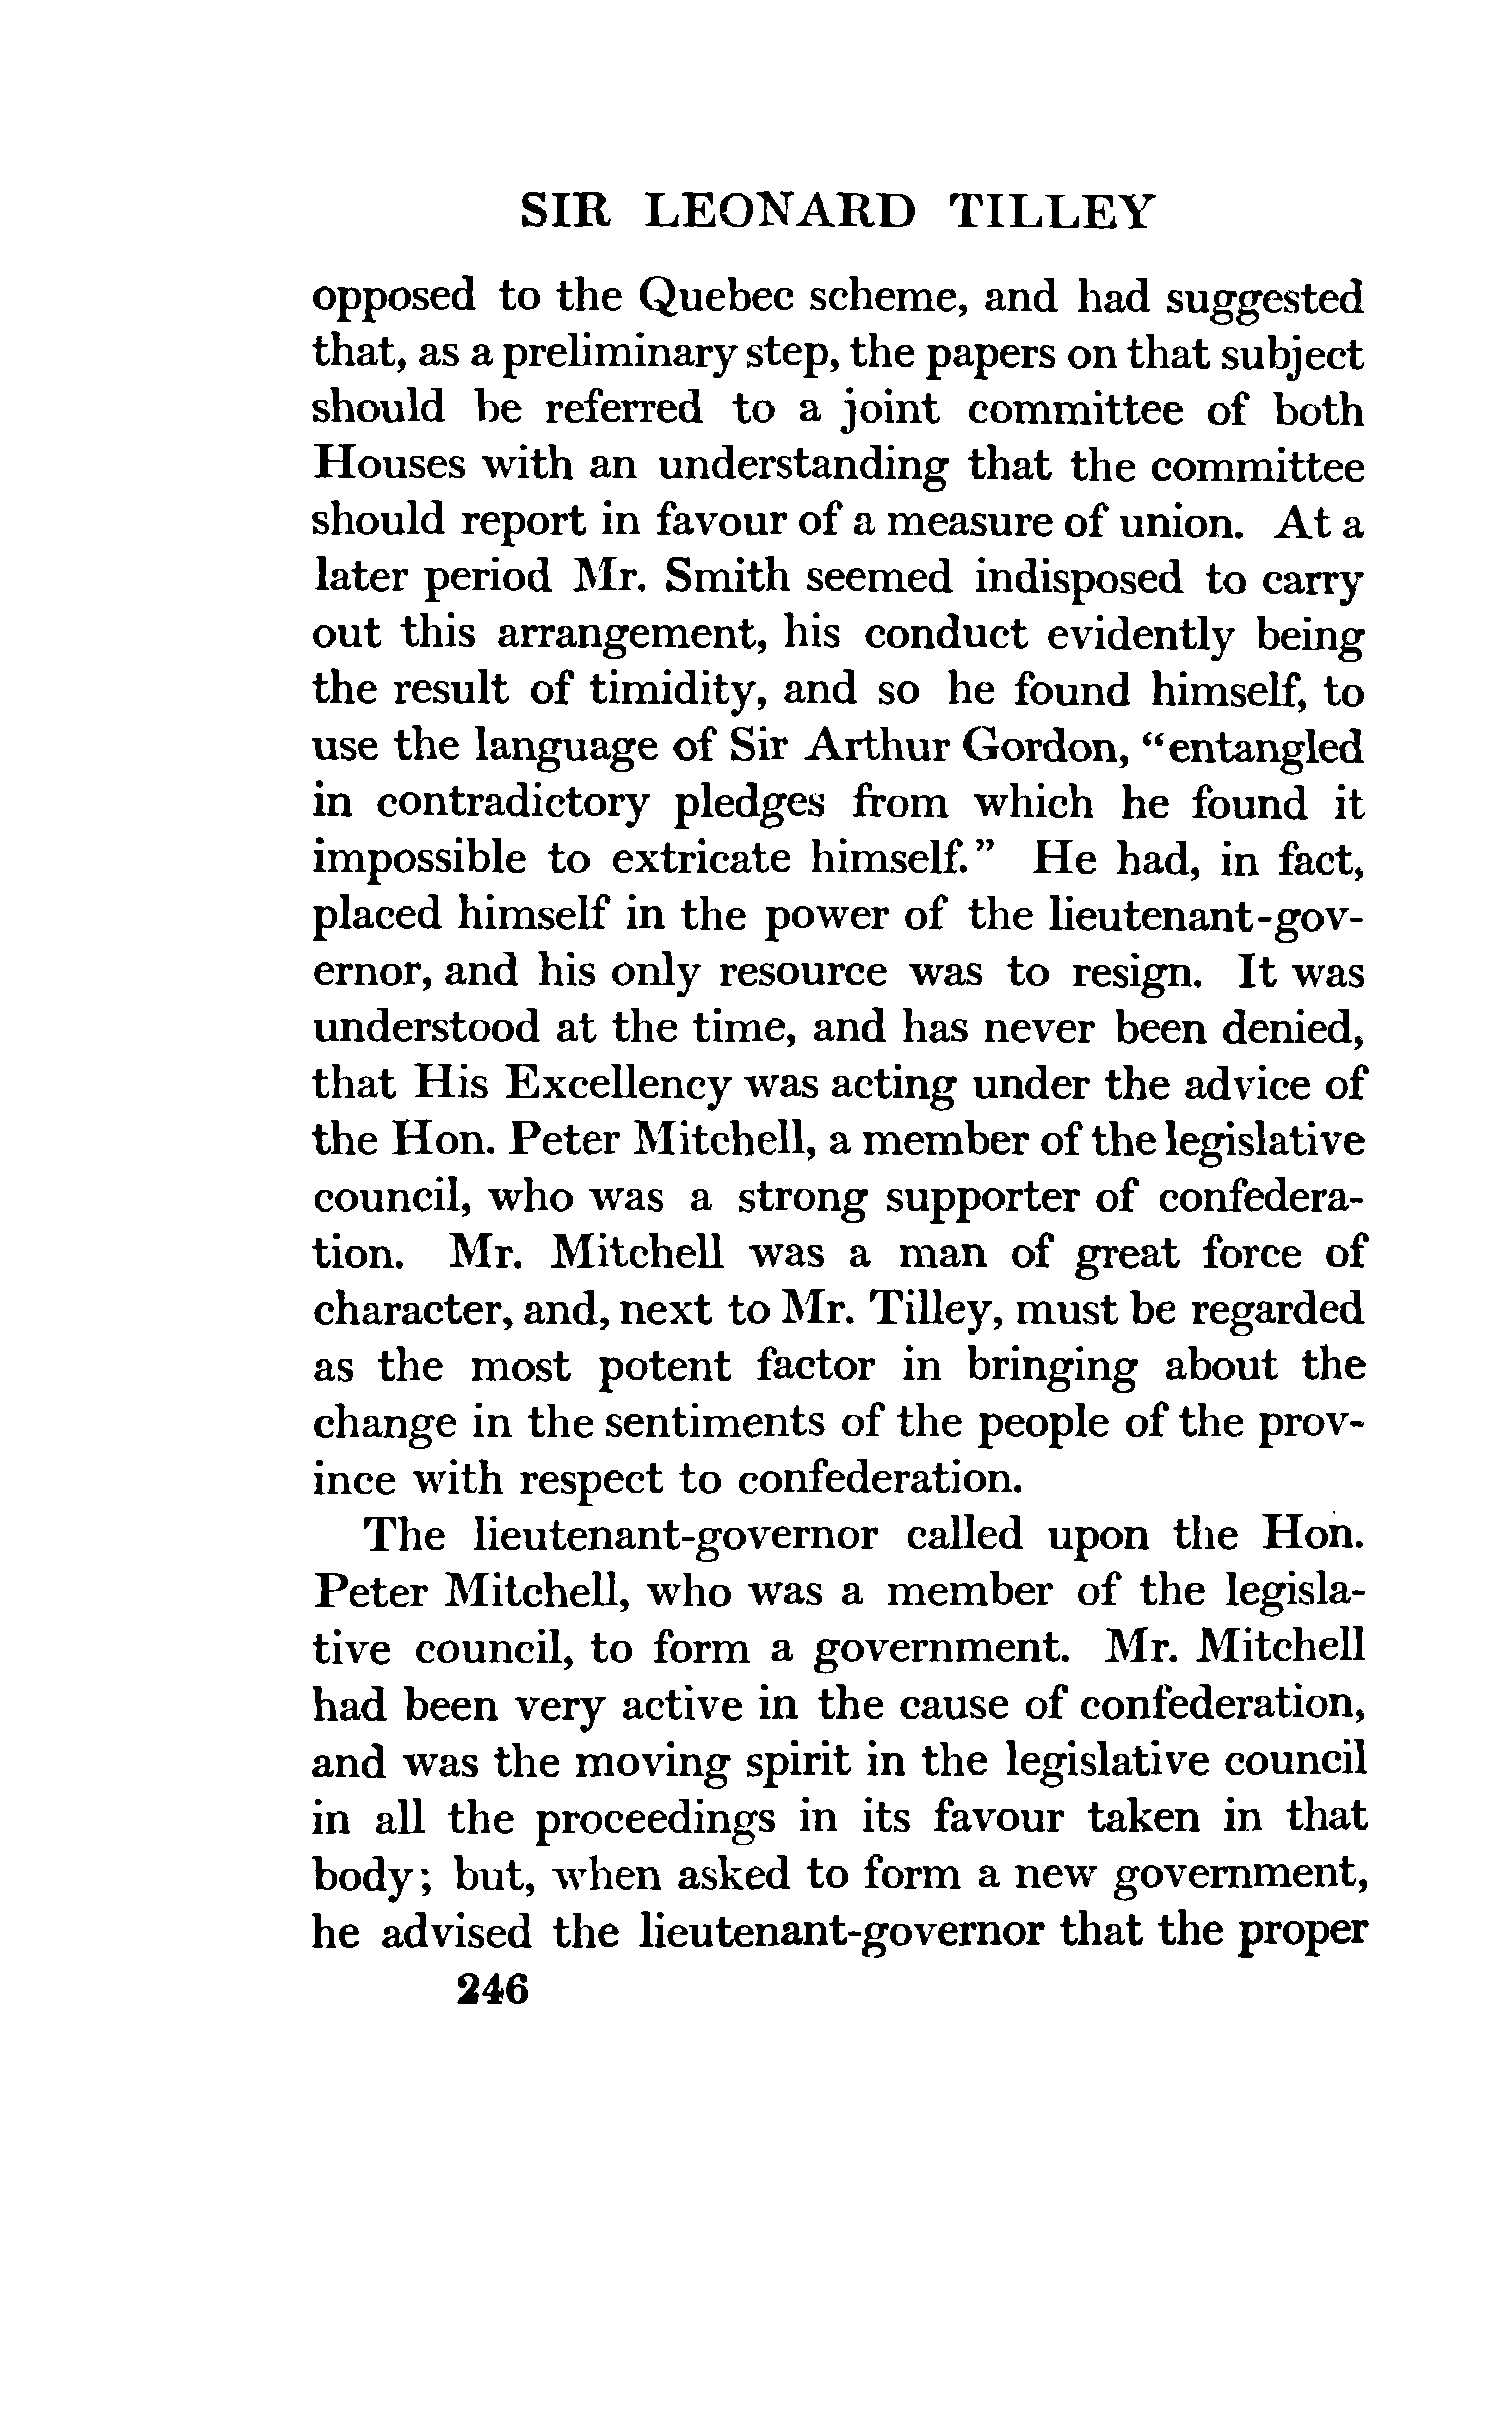 SIR LEONARD TILLEY
opposed to the Quebec scheme, and had suggested
that, as a preliminary step, the papers on that subject
should be referred to a joint committee of both
Houses with an understanding that the committee
should report in favour of a measure of union. At a
later period Mr. Smith seemed indisposed to carry
out this arrangement, his conduct evidently being
the result of timidity, and so he found himself, to
use the language of Sir Arthur Gordon, “entangled
in contradictory pledges from which he found it
impossible to extricate himself.” He had, in fact,
placed himself in the power of the lieutenant-gov-
ernor, and his only resource was to resign. It was
understood at the time, and has never been denied,
that His Excellency was acting under the advice of
the Hon. Peter Mitchell, a member of the legislative
council, who was a strong supporter of confedera-
tion. Mr. Mitchell was a man of great force of
character, and, next to Mr. Tilley, must be regarded
as the most potent factor in bringing about the
change in the sentiments of the people of the prov-
ince with respect to confederation.
The lieutenant-governor called upon the Hon.
Peter Mitchell, who was a member of the legisla-
tive council, to form a government. Mr. Mitchell
had been very active in the cause of confederation,
and was the moving spirit in the legislative council
in all the proceedings in its favour taken in that
body; but, when asked to form a new government,
he advised the lieutenant-governor that the proper
246